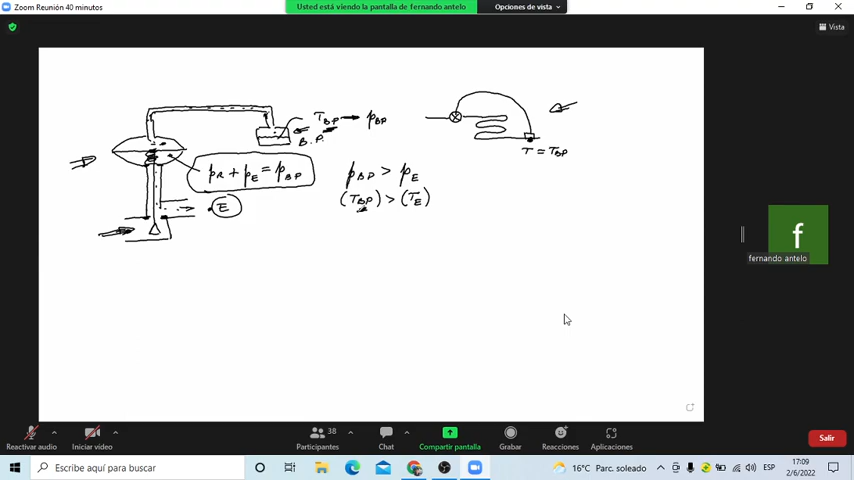 Zoom Reunión 40 minutos
Usted está viendo la pantalla de fernando antelo
Opciones de vista
Vista
T_BP → p_BP
B.P.
T = T_BP
p_R + p_E = p_BP
p_BP > p_E
(T_BP) > (T_E)
E
f
fernando antelo
Reactivar audio
Iniciar video
38
Participantes
Chat
Compartir pantalla
Grabar
Reacciones
Aplicaciones
Salir
Escribe aquí para buscar
16°C Parc. soleado
ESP
17:09
2/6/2022